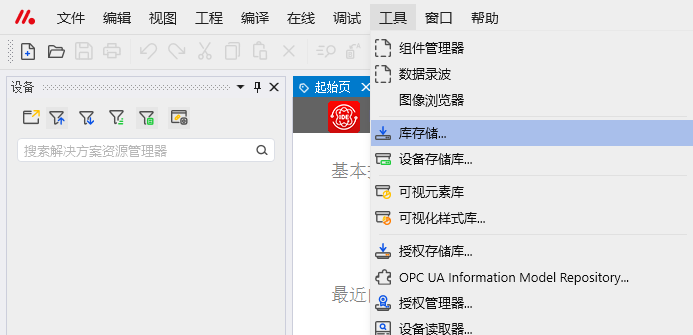 文件 编辑 视图 工程 编译 在线 调试 工具 窗口 帮助
设备
起始页
搜索解决方案资源管理器
IDE
基本
最近
组件管理器
数据录波
图像浏览器
库存储...
设备存储库...
可视元素库
可视化样式库...
授权存储库...
OPC UA Information Model Repository...
授权管理器...
设备读取器...